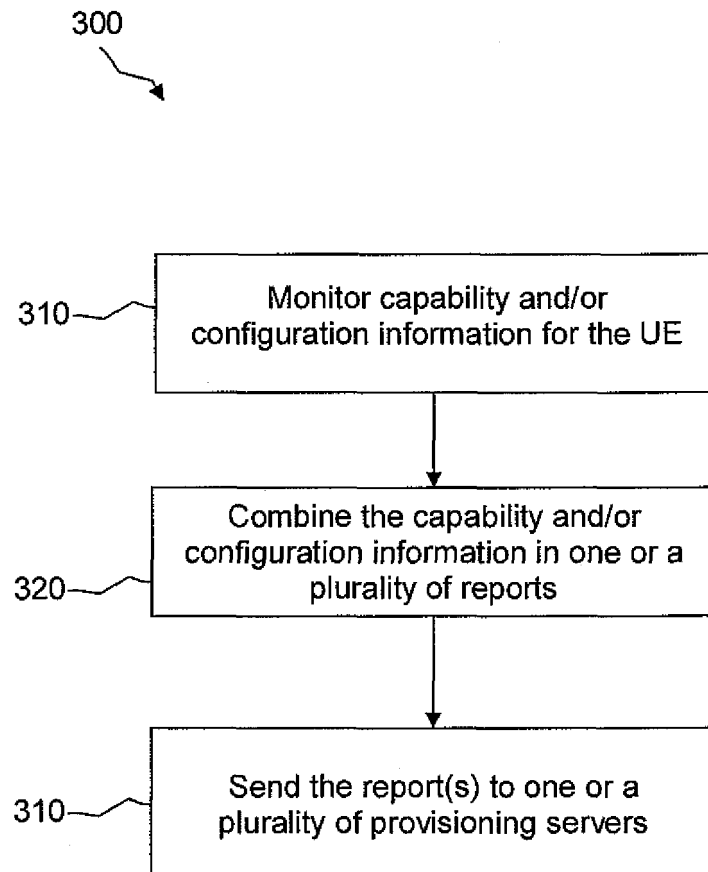 300
310
Monitor capability and/or
configuration information for the UE
320
Combine the capability and/or
configuration information in one or a
plurality of reports
310
Send the report(s) to one or a
plurality of provisioning servers